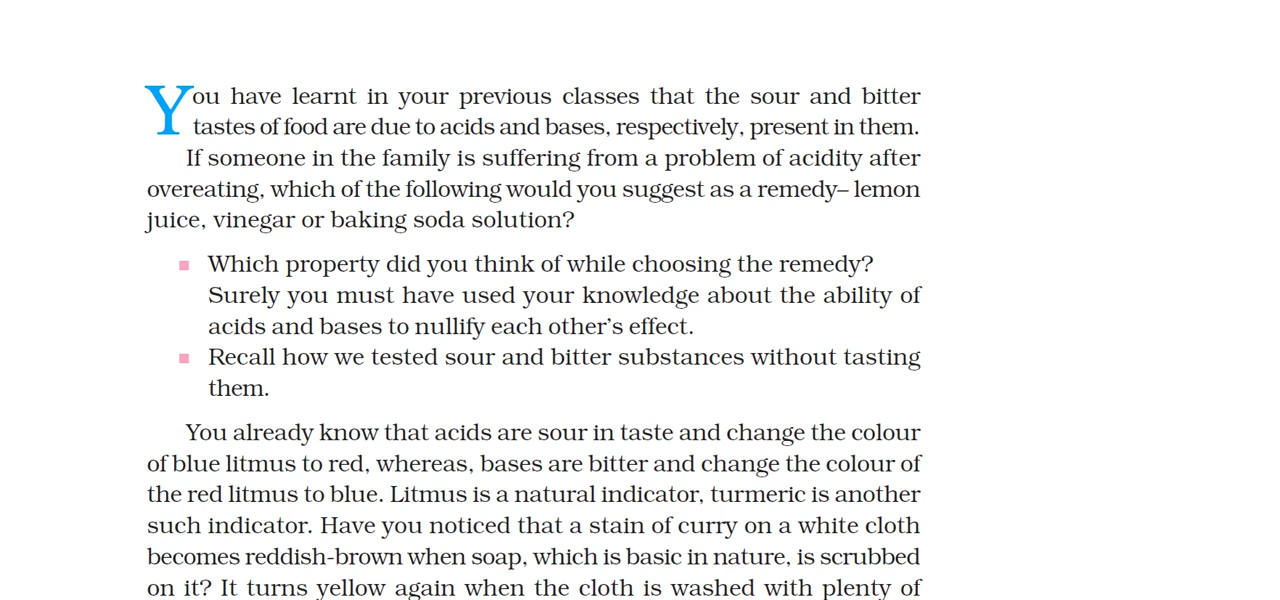 You have learnt in your previous classes that the sour and bitter
tastes of food are due to acids and bases, respectively, present in them.
If someone in the family is suffering from a problem of acidity after
overeating, which of the following would you suggest as a remedy– lemon
juice, vinegar or baking soda solution?
Which property did you think of while choosing the remedy?
Surely you must have used your knowledge about the ability of
acids and bases to nullify each other’s effect.
Recall how we tested sour and bitter substances without tasting
them.
You already know that acids are sour in taste and change the colour
of blue litmus to red, whereas, bases are bitter and change the colour of
the red litmus to blue. Litmus is a natural indicator, turmeric is another
such indicator. Have you noticed that a stain of curry on a white cloth
becomes reddish-brown when soap, which is basic in nature, is scrubbed
on it? It turns yellow again when the cloth is washed with plenty of